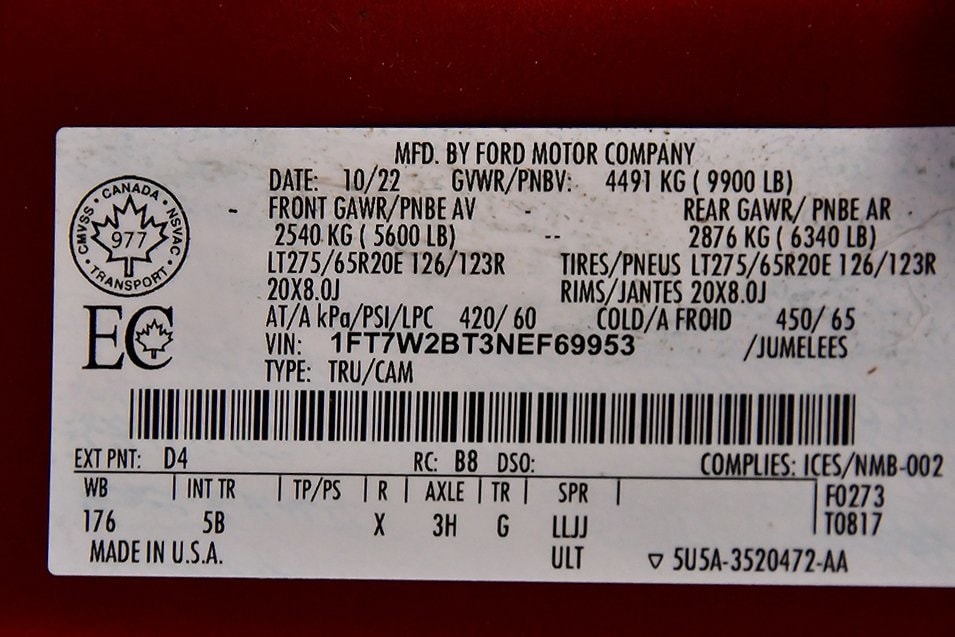 MFD. BY FORD MOTOR COMPANY
DATE: 10/22 GVWR/PNBV: 4491 KG ( 9900 LB)
- FRONT GAWR/PNBE AV - REAR GAWR/ PNBE AR
2540 KG ( 5600 LB) -- 2876 KG ( 6340 LB)
LT275/65R20E 126/123R TIRES/PNEUS LT275/65R20E 126/123R
20X8.0J RIMS/JANTES 20X8.0J
AT/A kPa/PSI/LPC 420/ 60 COLD/A FROID 450/ 65
VIN: 1FT7W2BT3NEF69953 /JUMELEES
TYPE: TRU/CAM
CANADA
CMVSS 977 NSVAC
TRANSPORT
EC
EXT PNT: D4 RC: B8 DSO: COMPLIES: ICES/NMB-002
WB | INT TR | TP/PS | R | AXLE | TR | SPR | F0273
176 5B X 3H G LLJJ T0817
MADE IN U.S.A. ULT ▽ 5U5A-3520472-AA